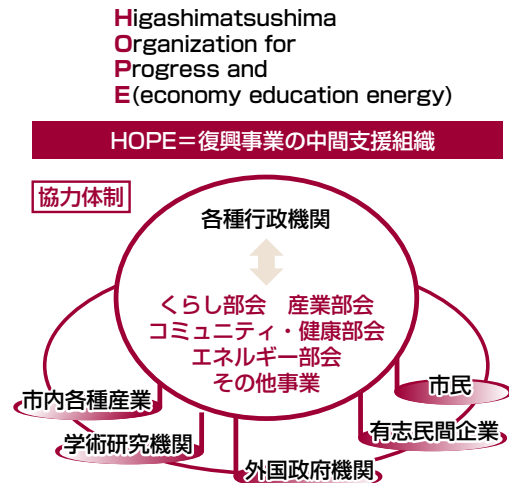 Higashimatsushima
Organization for
Progress and
E(economy education energy)
HOPE＝復興事業の中間支援組織
協力体制
各種行政機関
くらし部会　産業部会
コミュニティ・健康部会
エネルギー部会
その他事業
市内各種産業
市民
学術研究機関
有志民間企業
外国政府機関